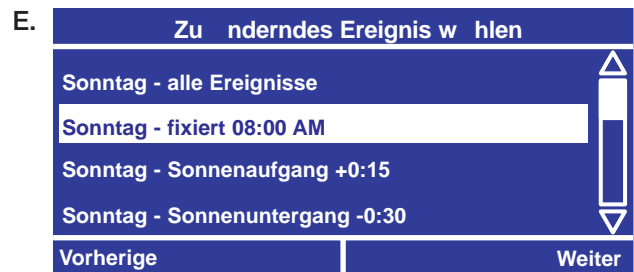 E.
Zu nderndes Ereignis w hlen
Sonntag - alle Ereignisse
Sonntag - fixiert 08:00 AM
Sonntag - Sonnenaufgang +0:15
Sonntag - Sonnenuntergang -0:30
Vorherige Weiter